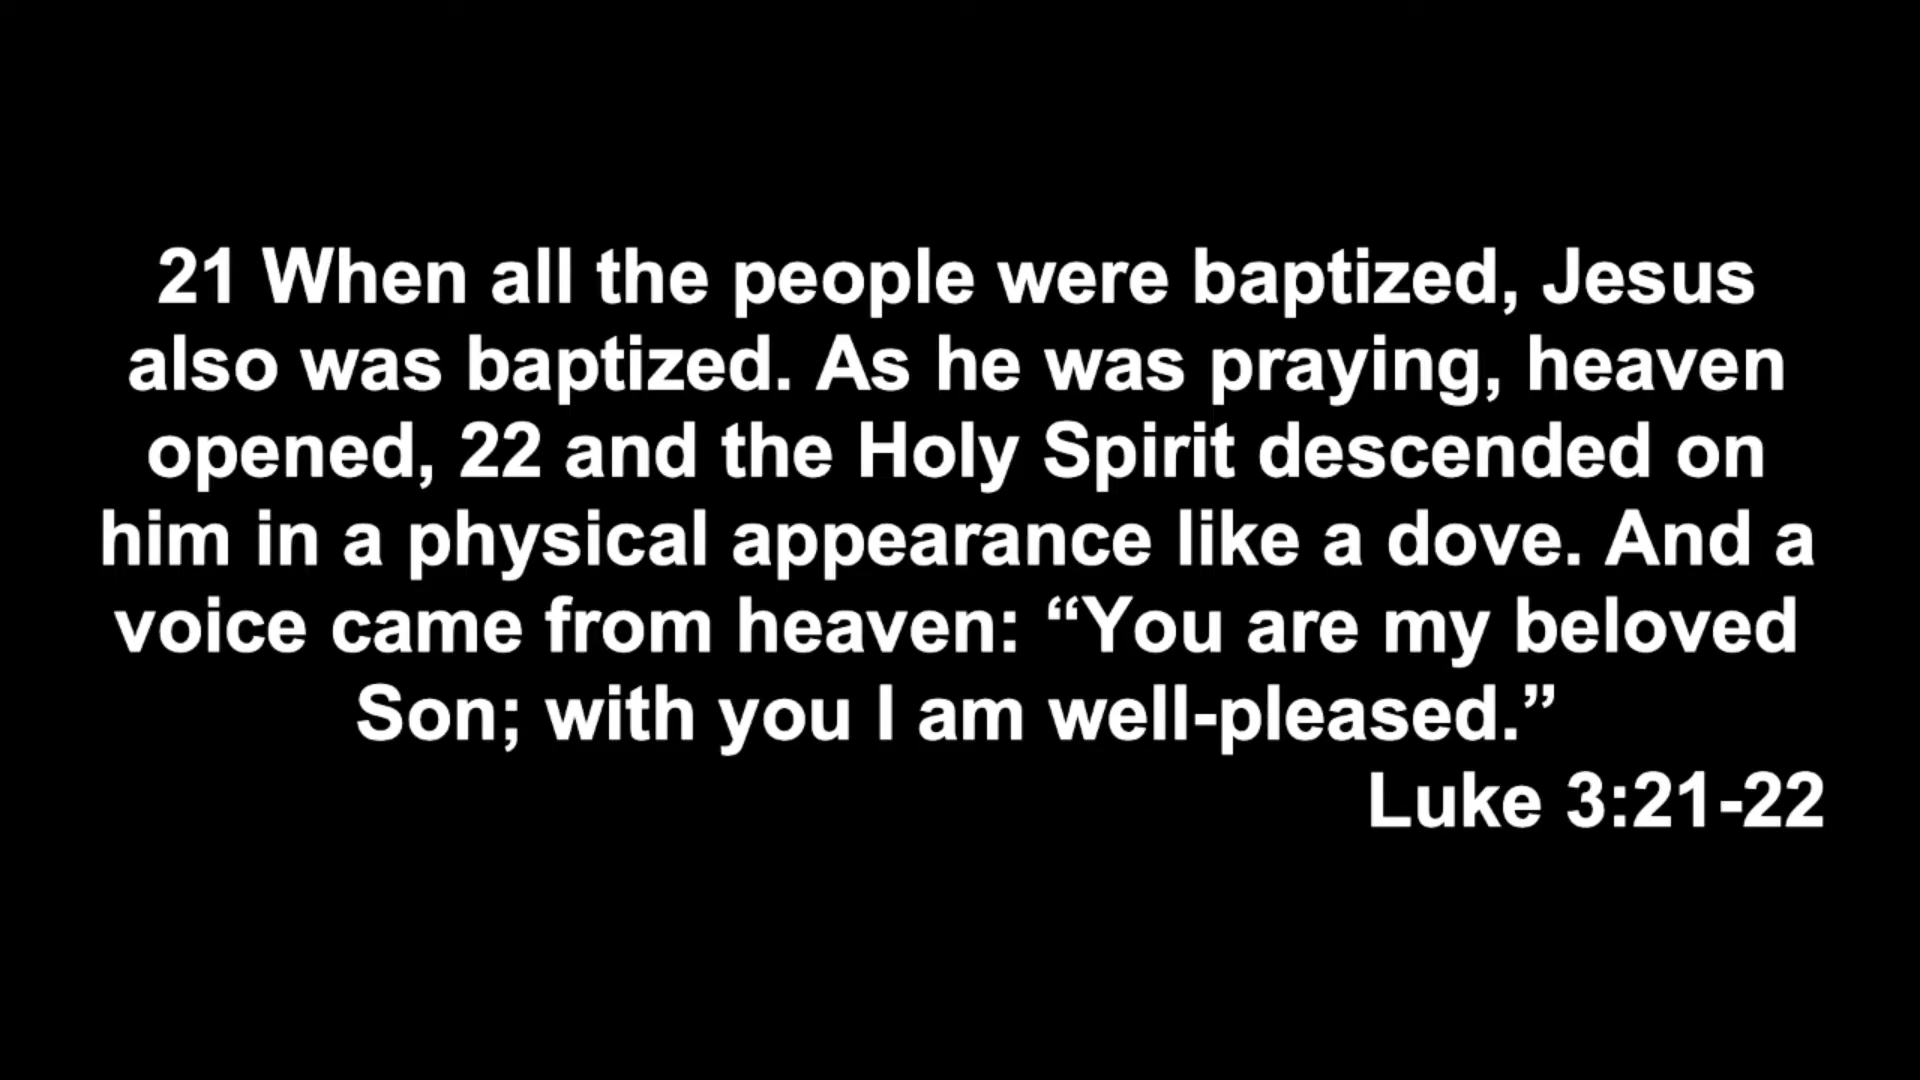 21 When all the people were baptized, Jesus
also was baptized. As he was praying, heaven
opened, 22 and the Holy Spirit descended on
him in a physical appearance like a dove. And a
voice came from heaven: “You are my beloved
Son; with you I am well-pleased.”
Luke 3:21-22